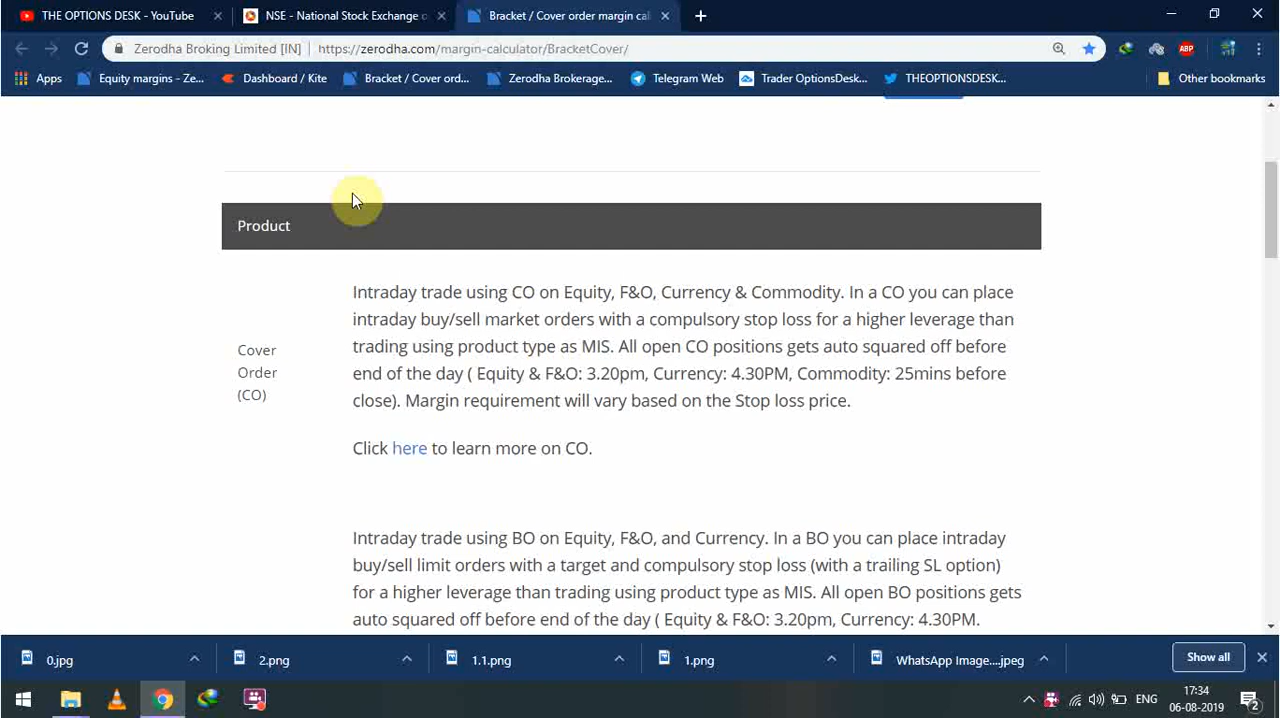 THE OPTIONS DESK - YouTube
NSE - National Stock Exchange o
Bracket / Cover order margin cal
Zerodha Broking Limited [IN] | https://zerodha.com/margin-calculator/BracketCover/
ABP
Apps
Equity margins - Ze...
Dashboard / Kite
Bracket / Cover ord...
Zerodha Brokerage...
Telegram Web
Trader OptionsDesk...
THEOPTIONSDESK...
Other bookmarks
Product
Cover
Order
(CO)
Intraday trade using CO on Equity, F&O, Currency & Commodity. In a CO you can place
intraday buy/sell market orders with a compulsory stop loss for a higher leverage than
trading using product type as MIS. All open CO positions gets auto squared off before
end of the day ( Equity & F&O: 3.20pm, Currency: 4.30PM, Commodity: 25mins before
close). Margin requirement will vary based on the Stop loss price.
Click here to learn more on CO.
Intraday trade using BO on Equity, F&O, and Currency. In a BO you can place intraday
buy/sell limit orders with a target and compulsory stop loss (with a trailing SL option)
for a higher leverage than trading using product type as MIS. All open BO positions gets
auto squared off before end of the day ( Equity & F&O: 3.20pm, Currency: 4.30PM.
0.jpg
2.png
1.1.png
1.png
WhatsApp Image....jpeg
Show all
ENG
17:34
06-08-2019
2